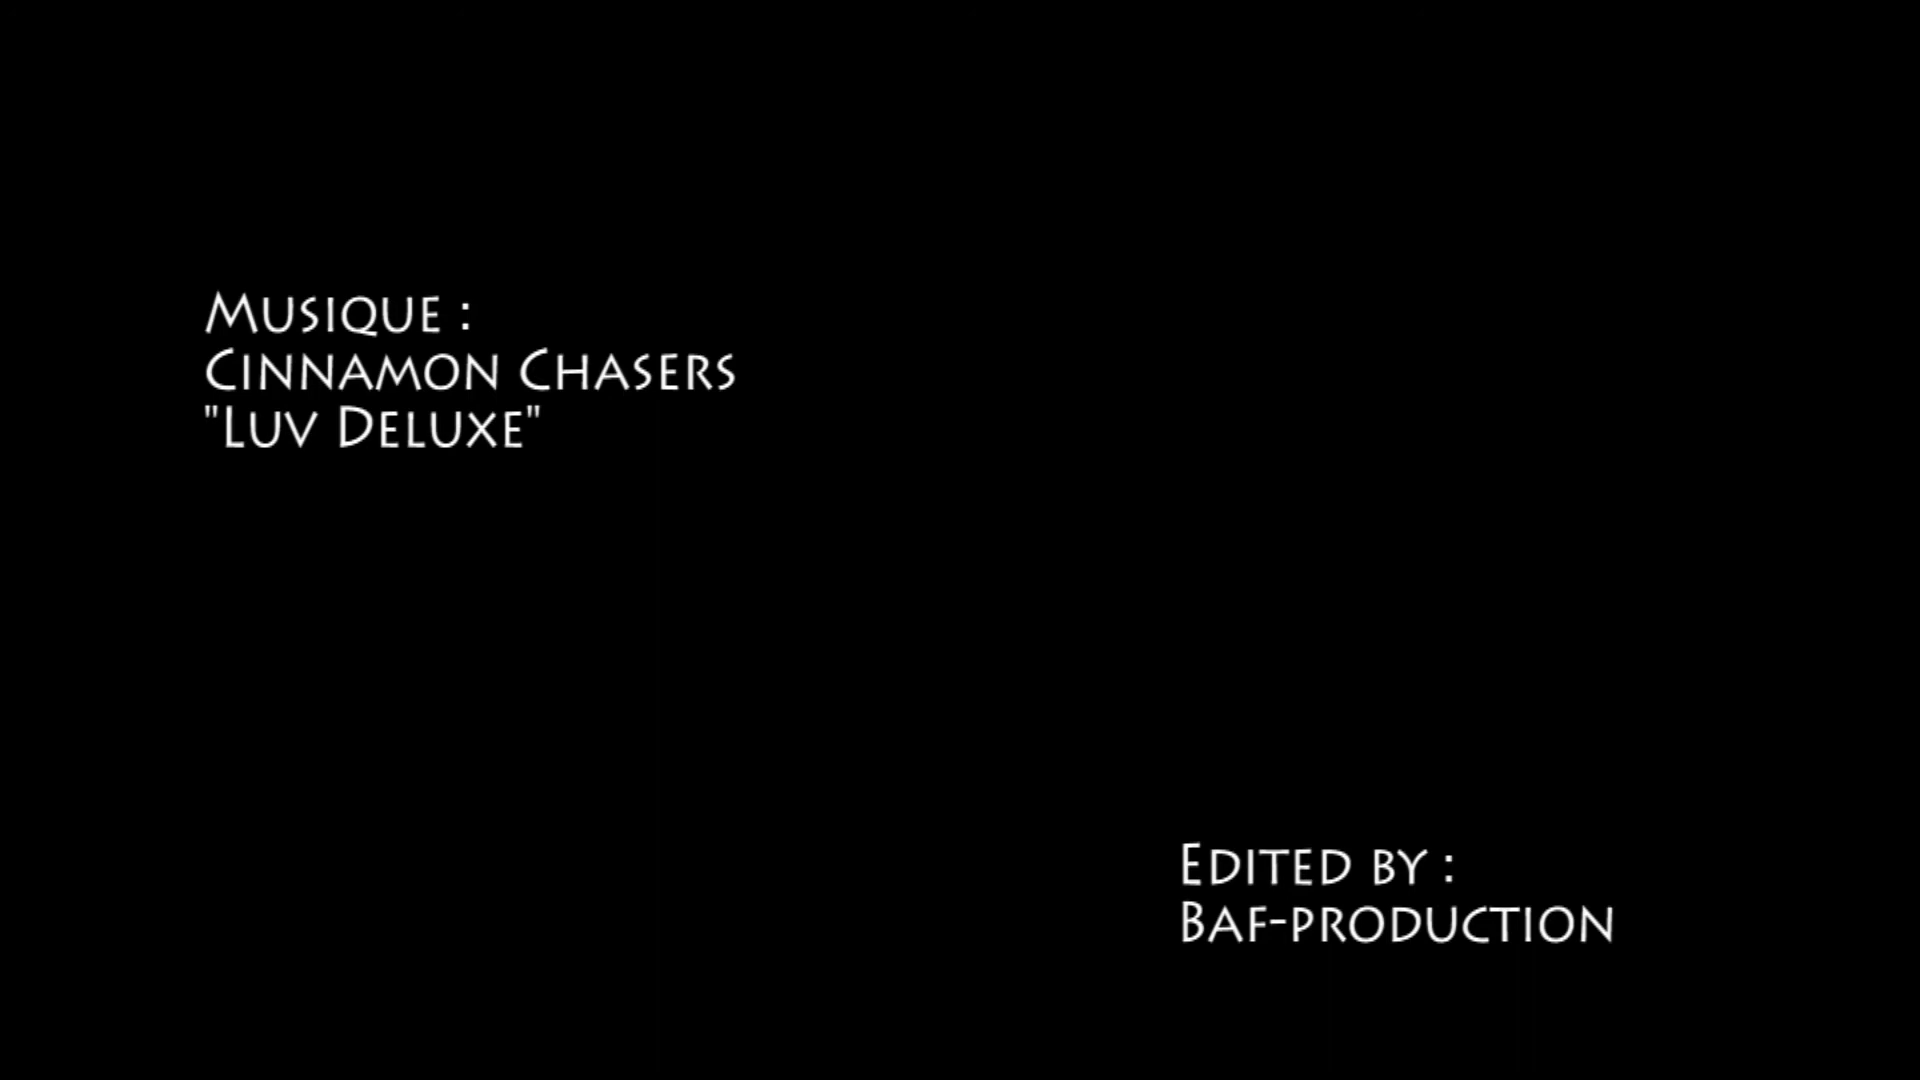 Musique :
Cinnamon Chasers
"Luv Deluxe"
Edited by :
Baf-production